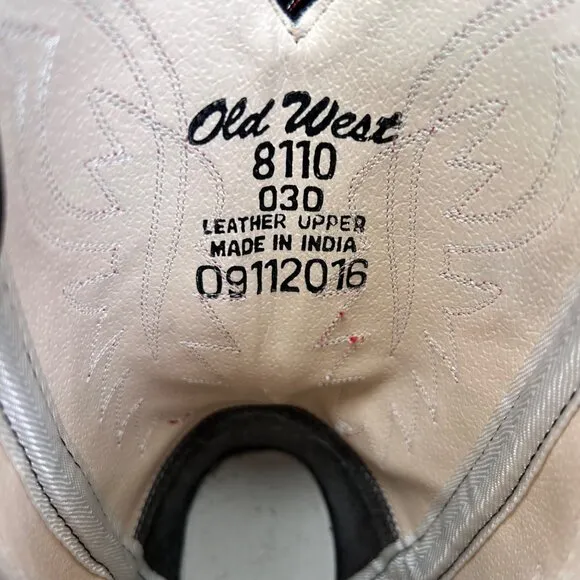 Old West
8110
030
LEATHER UPPER
MADE IN INDIA
09112016